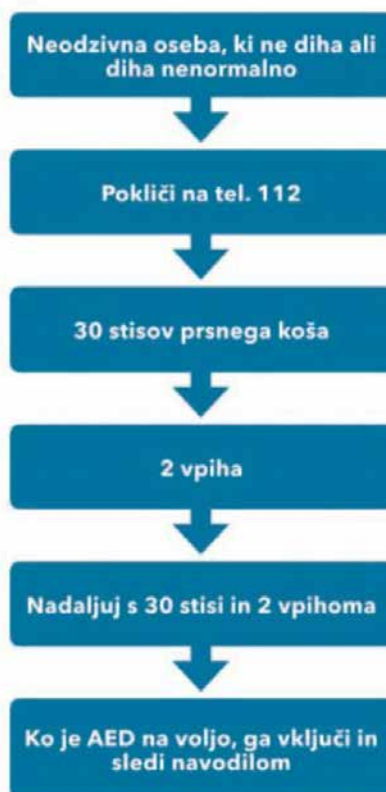 Neodzivna oseba, ki ne diha ali
diha nenormalno
Pokliči na tel. 112
30 stisov prsnega koša
2 vpiha
Nadaljuj s 30 stisi in 2 vpihoma
Ko je AED na voljo, ga vključi in
sledi navodilom